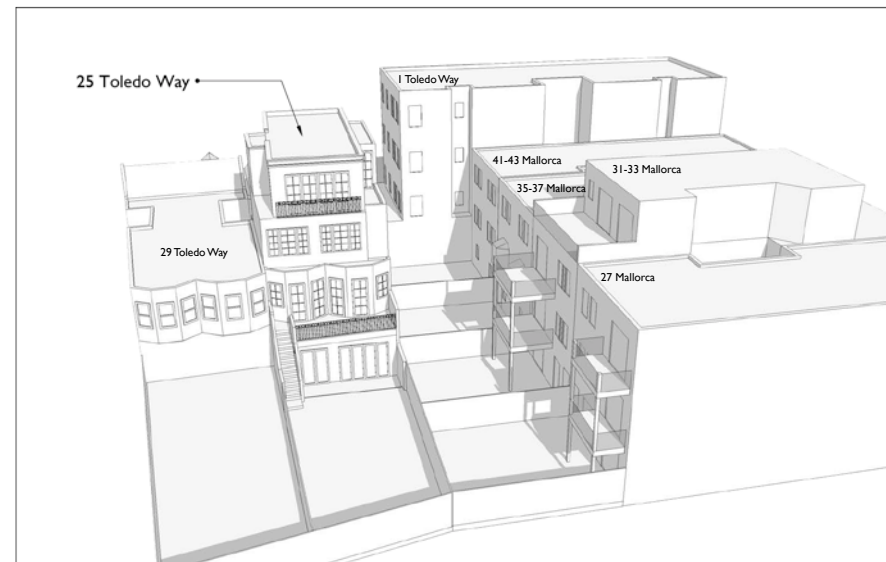 25 Toledo Way
1 Toledo Way
41-43 Mallorca
31-33 Mallorca
35-37 Mallorca
29 Toledo Way
27 Mallorca